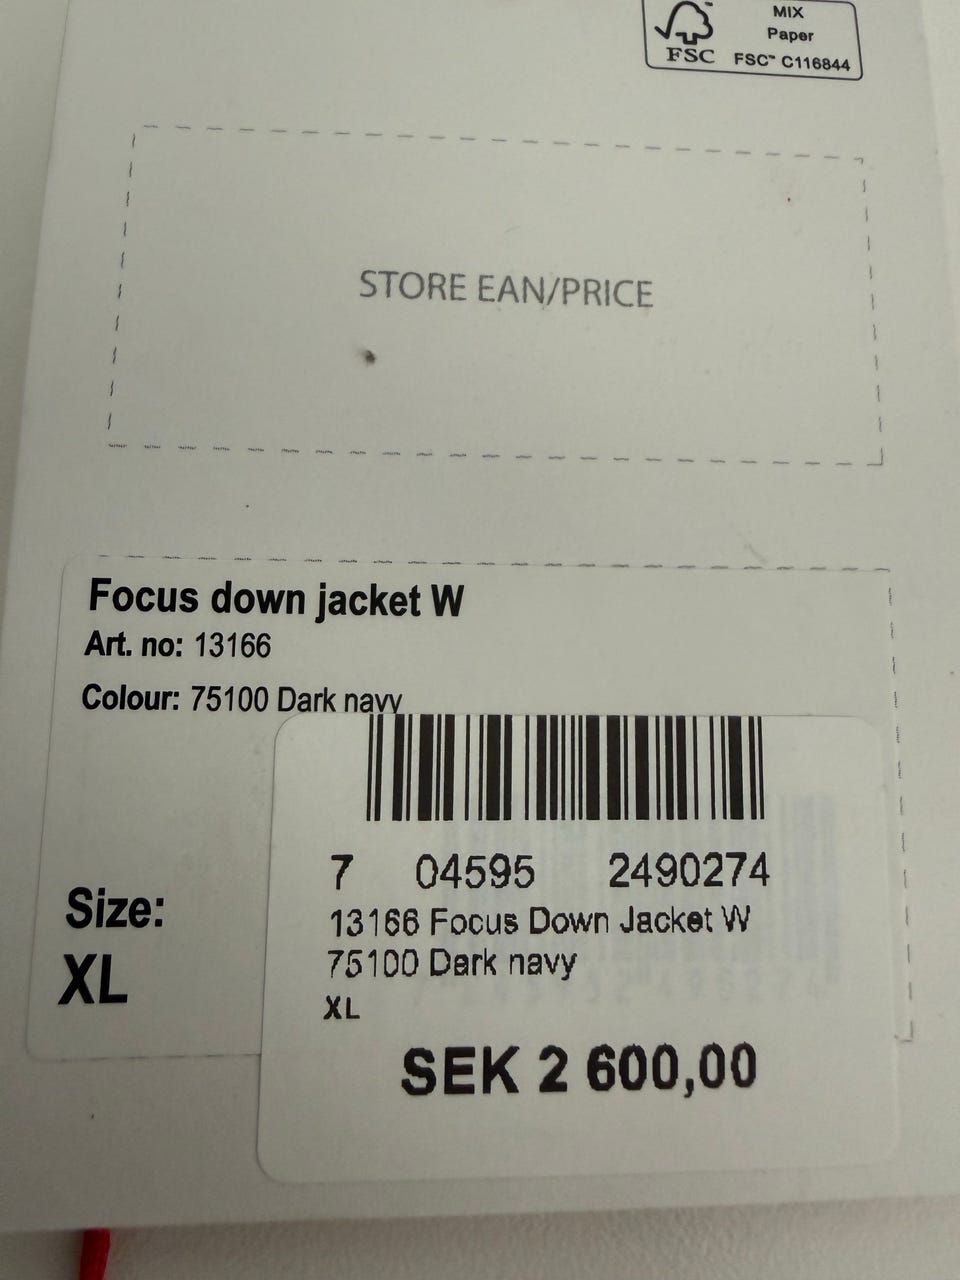 MIX
Paper
FSC FSC™ C116844
STORE EAN/PRICE
Focus down jacket W
Art. no: 13166
Colour: 75100 Dark navy
Size:
XL
7 04595 2490274
13166 Focus Down Jacket W
75100 Dark navy
XL
SEK 2 600,00